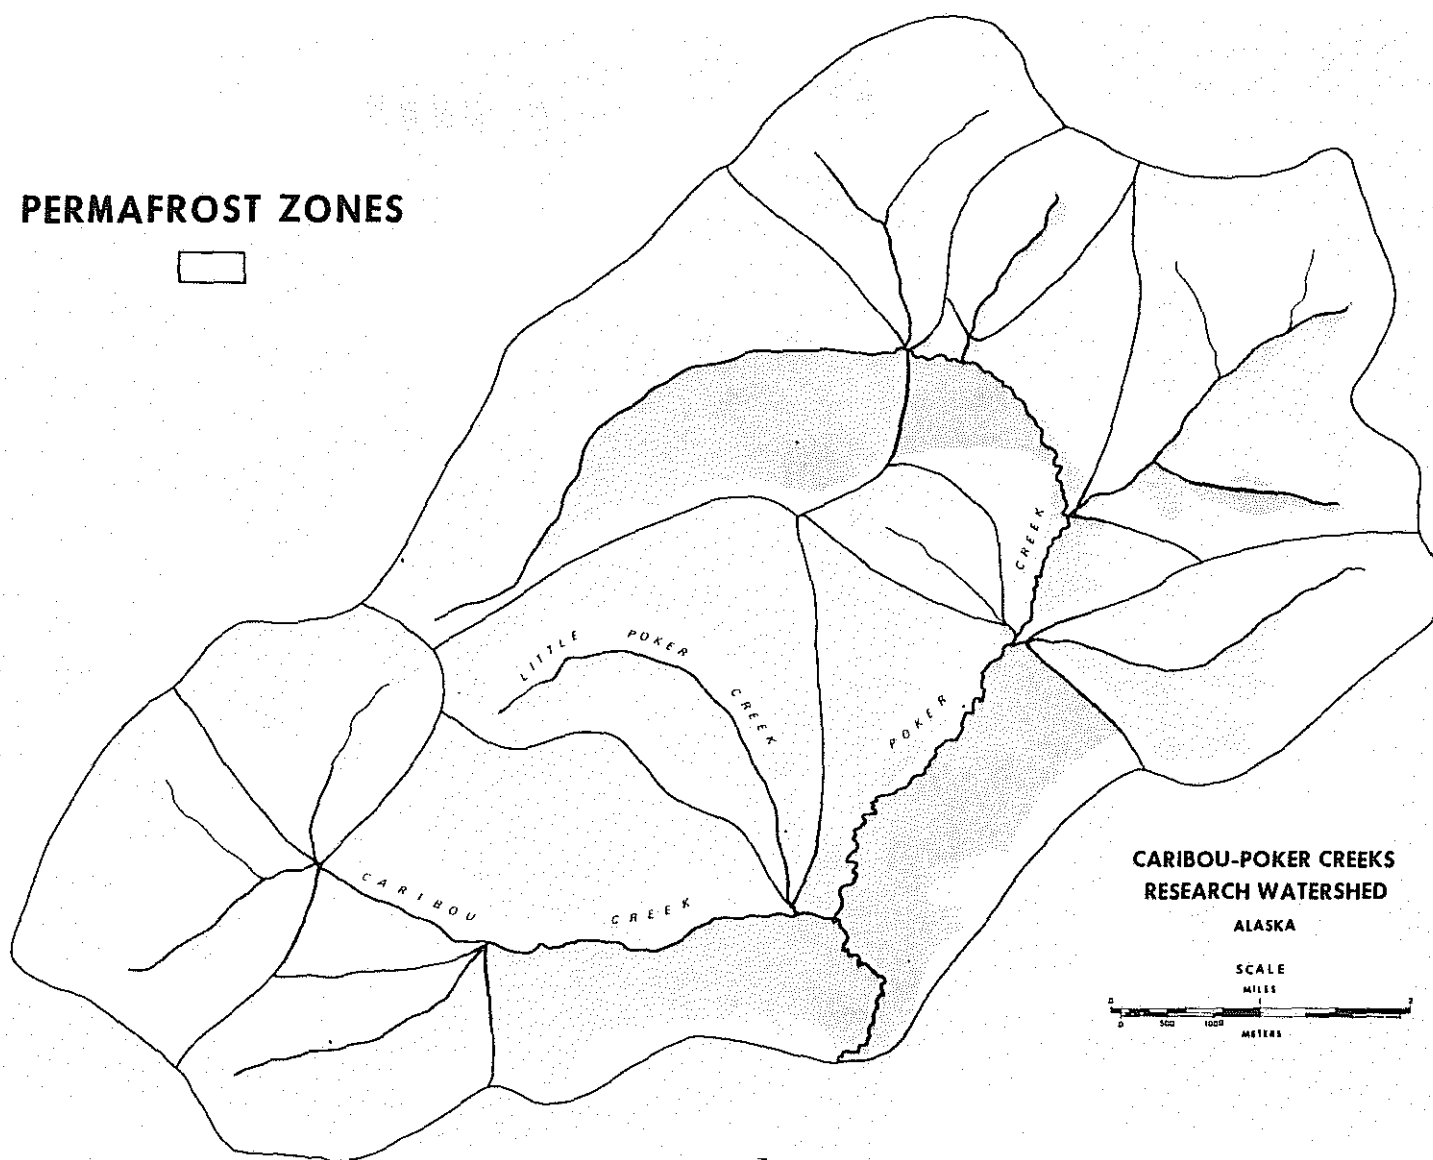 PERMAFROST ZONES
LITTLE POKER CREEK
CREEK
POKER
CARIBOU CREEK
CARIBOU-POKER CREEKS
RESEARCH WATERSHED
ALASKA
SCALE
MILES
0 1 2
0 500 1000
METERS